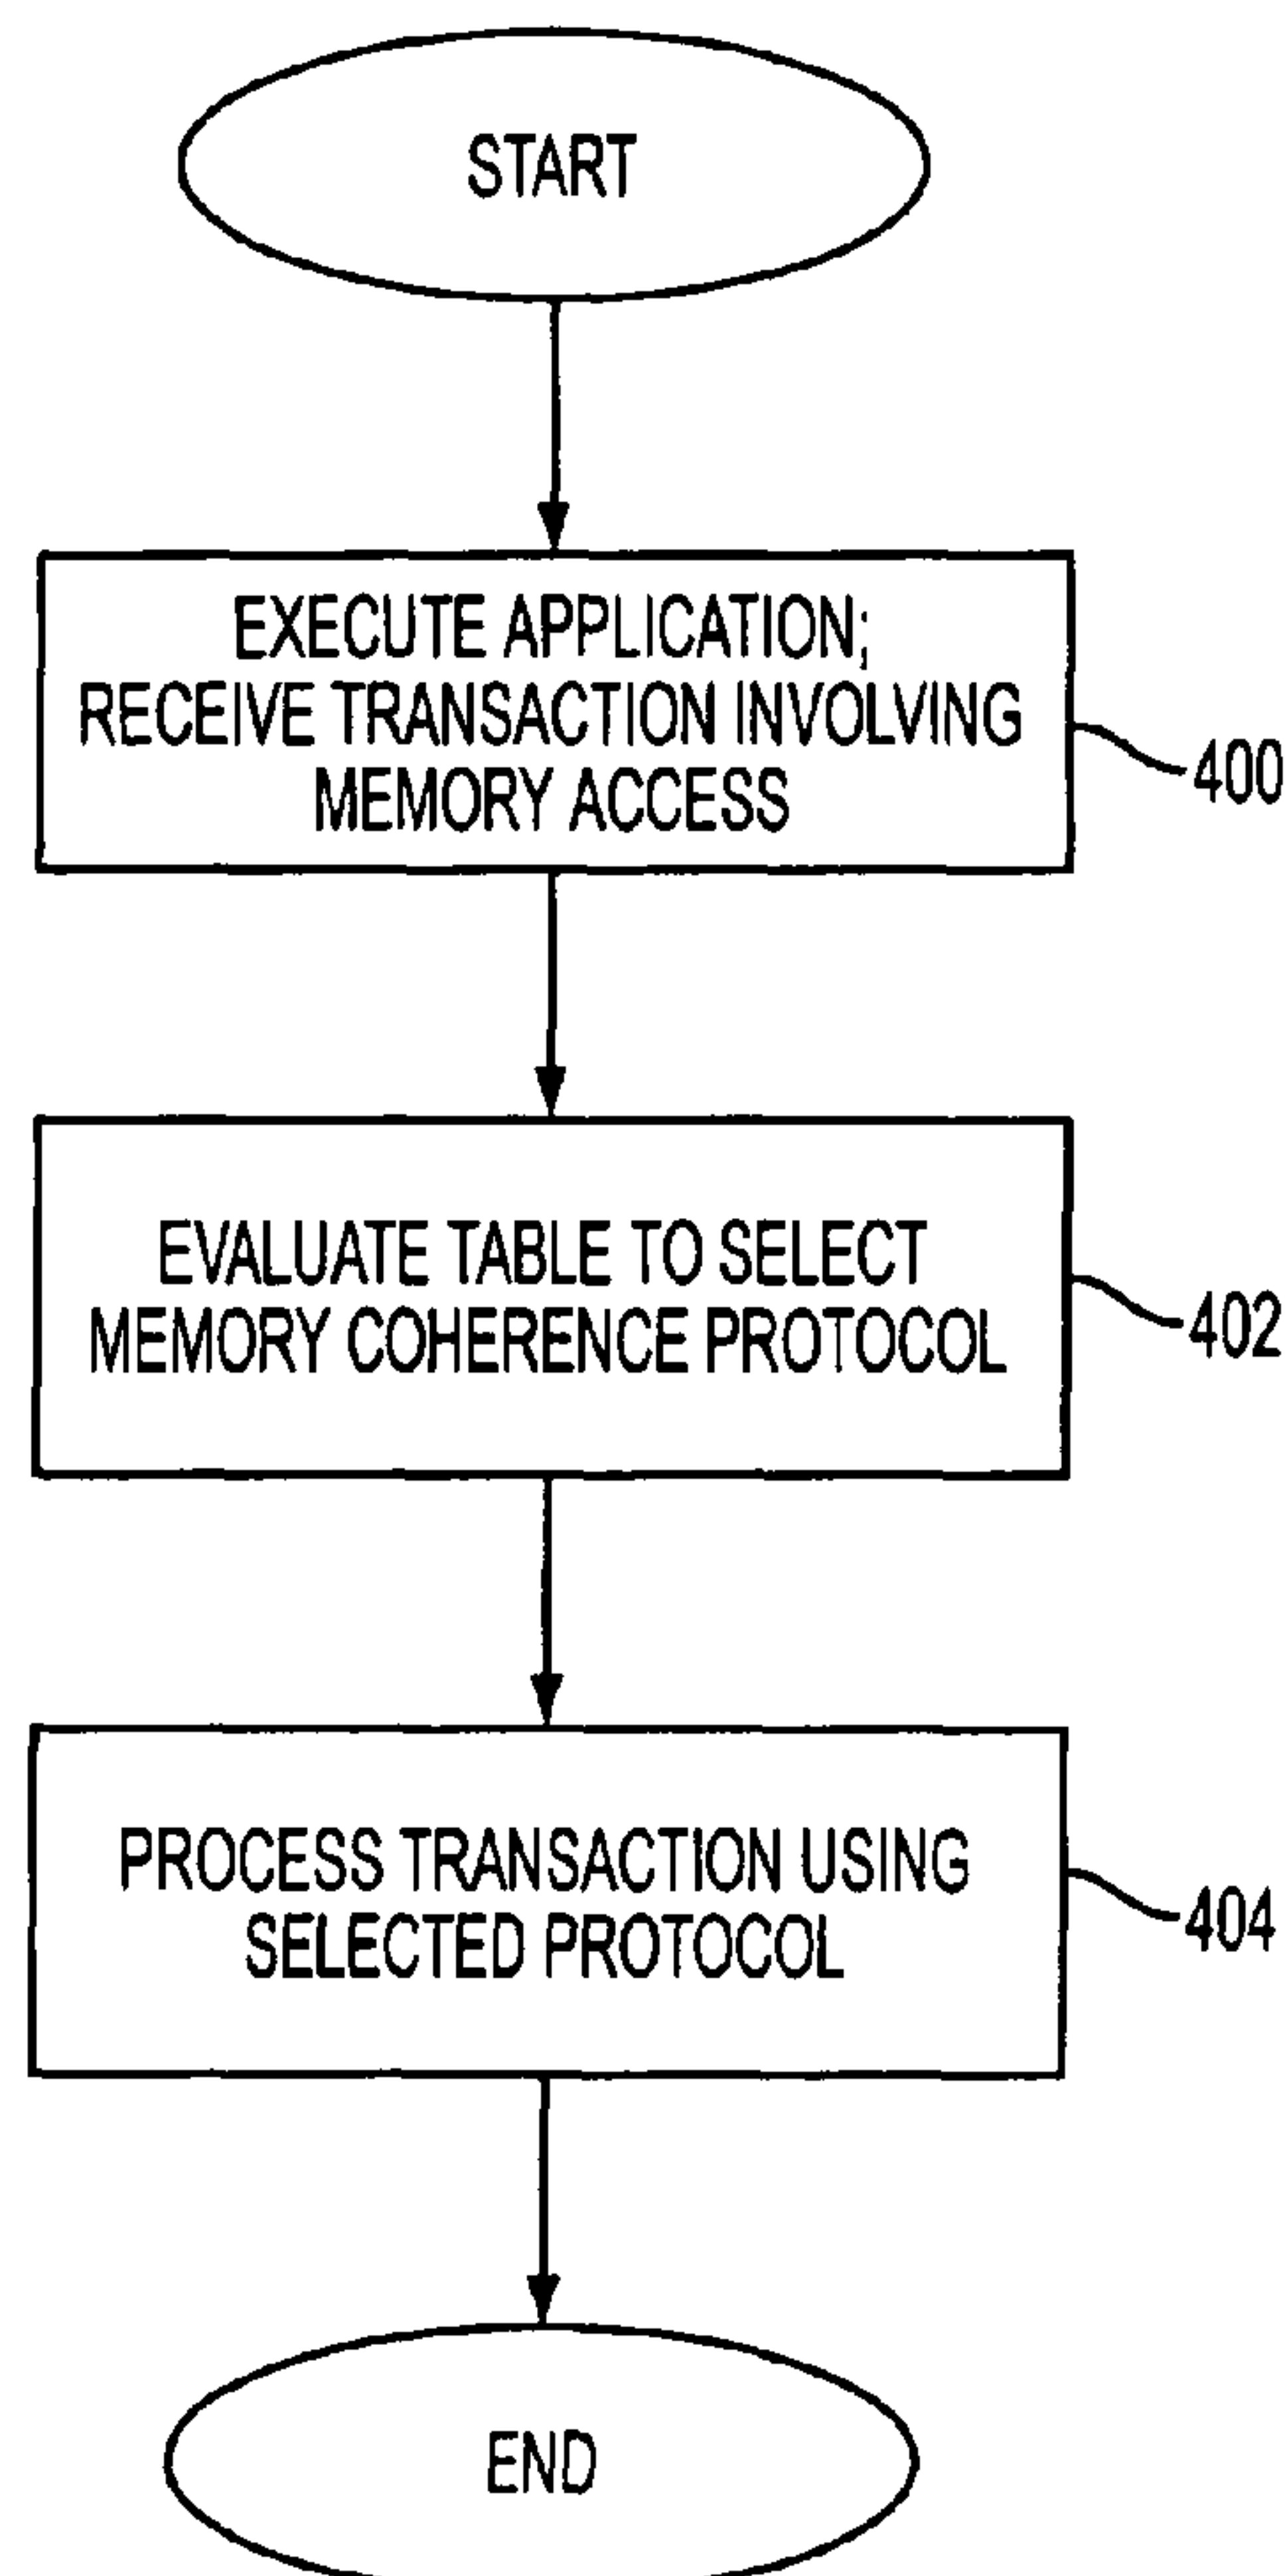 START
EXECUTE APPLICATION;
RECEIVE TRANSACTION INVOLVING
MEMORY ACCESS
400
EVALUATE TABLE TO SELECT
MEMORY COHERENCE PROTOCOL
402
PROCESS TRANSACTION USING
SELECTED PROTOCOL
404
END